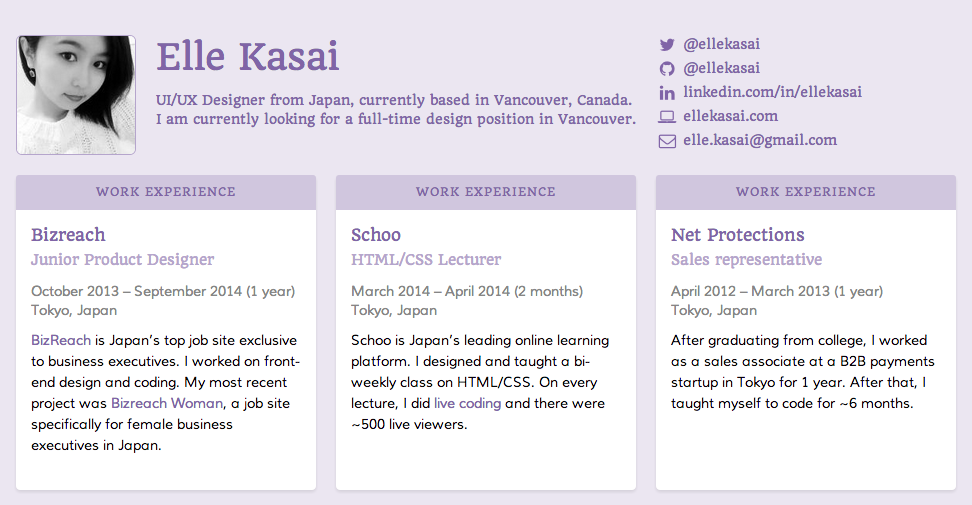 Elle Kasai
UI/UX Designer from Japan, currently based in Vancouver, Canada.
I am currently looking for a full-time design position in Vancouver.
@ellekasai
@ellekasai
linkedin.com/in/ellekasai
ellekasai.com
elle.kasai@gmail.com
WORK EXPERIENCE
Bizreach
Junior Product Designer
October 2013 – September 2014 (1 year)
Tokyo, Japan
BizReach is Japan's top job site exclusive
to business executives. I worked on front-
end design and coding. My most recent
project was Bizreach Woman, a job site
specifically for female business
executives in Japan.
WORK EXPERIENCE
Schoo
HTML/CSS Lecturer
March 2014 – April 2014 (2 months)
Tokyo, Japan
Schoo is Japan's leading online learning
platform. I designed and taught a bi-
weekly class on HTML/CSS. On every
lecture, I did live coding and there were
~500 live viewers.
WORK EXPERIENCE
Net Protections
Sales representative
April 2012 – March 2013 (1 year)
Tokyo, Japan
After graduating from college, I worked
as a sales associate at a B2B payments
startup in Tokyo for 1 year. After that, I
taught myself to code for ~6 months.